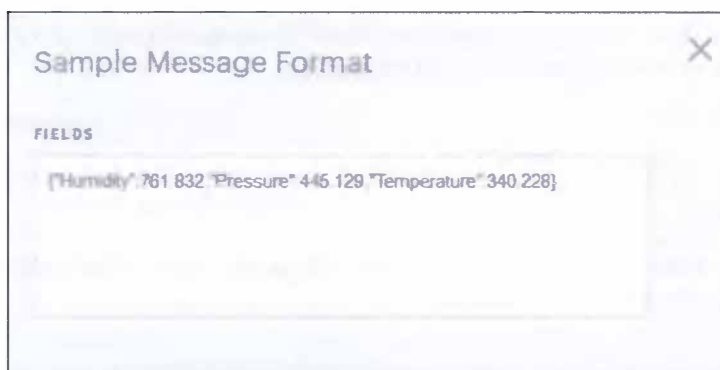 Sample Message Format
FIELDS
{"Humidity":761.832,"Pressure":445.129,"Temperature":340.228}